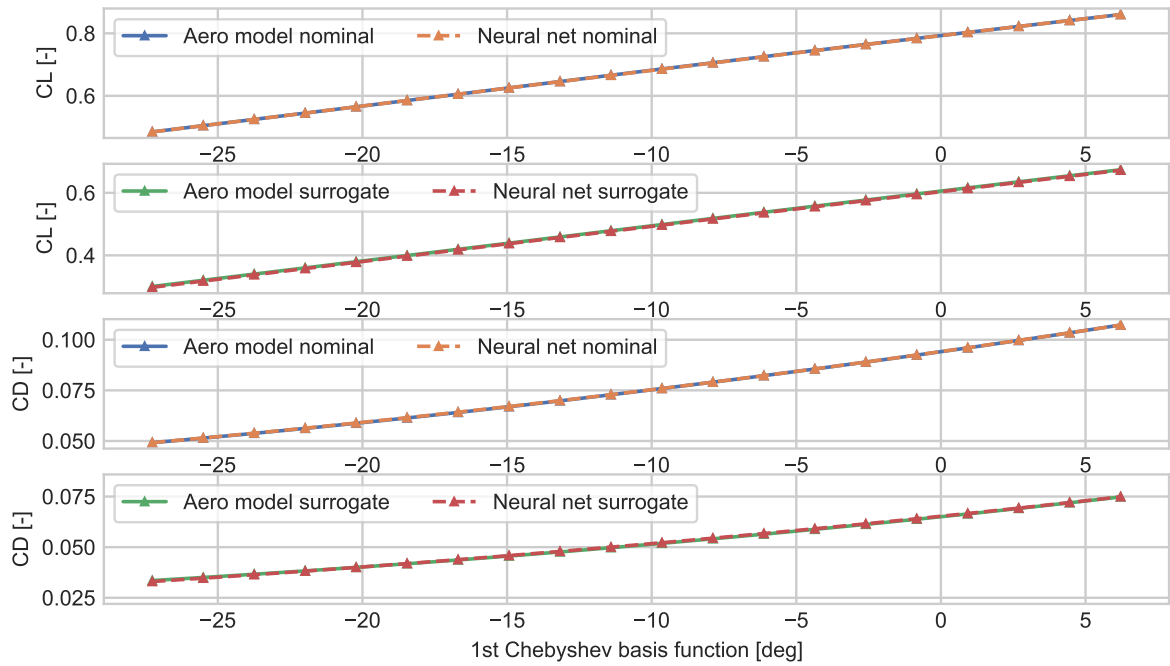 0.8
0.6
CL [-]
Aero model nominal
Neural net nominal
−25 −20 −15 −10 −5 0 5
0.6
0.4
CL [-]
Aero model surrogate
Neural net surrogate
−25 −20 −15 −10 −5 0 5
0.100
0.075
0.050
CD [-]
Aero model nominal
Neural net nominal
−25 −20 −15 −10 −5 0 5
0.075
0.050
0.025
CD [-]
Aero model surrogate
Neural net surrogate
−25 −20 −15 −10 −5 0 5
1st Chebyshev basis function [deg]